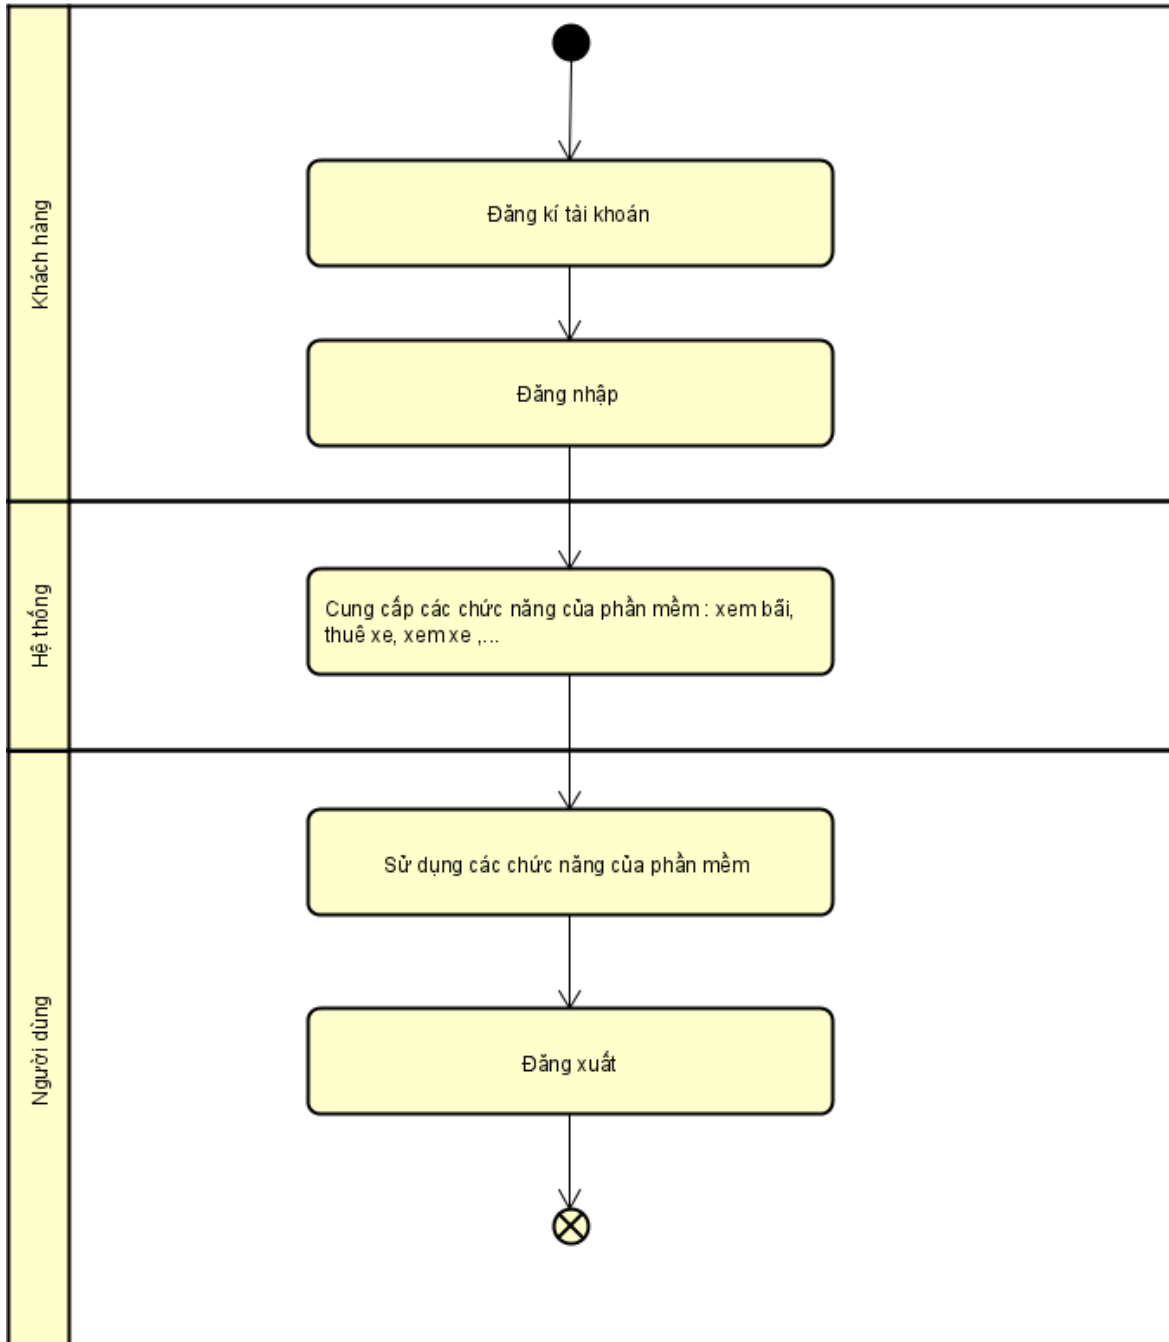 Khách hàng
Đăng kí tài khoán
Đăng nhập
Hệ thống
Cung cấp các chức năng của phần mềm : xem bãi,
thuê xe, xem xe ,...
Người dùng
Sử dụng các chức năng của phần mềm
Đăng xuất